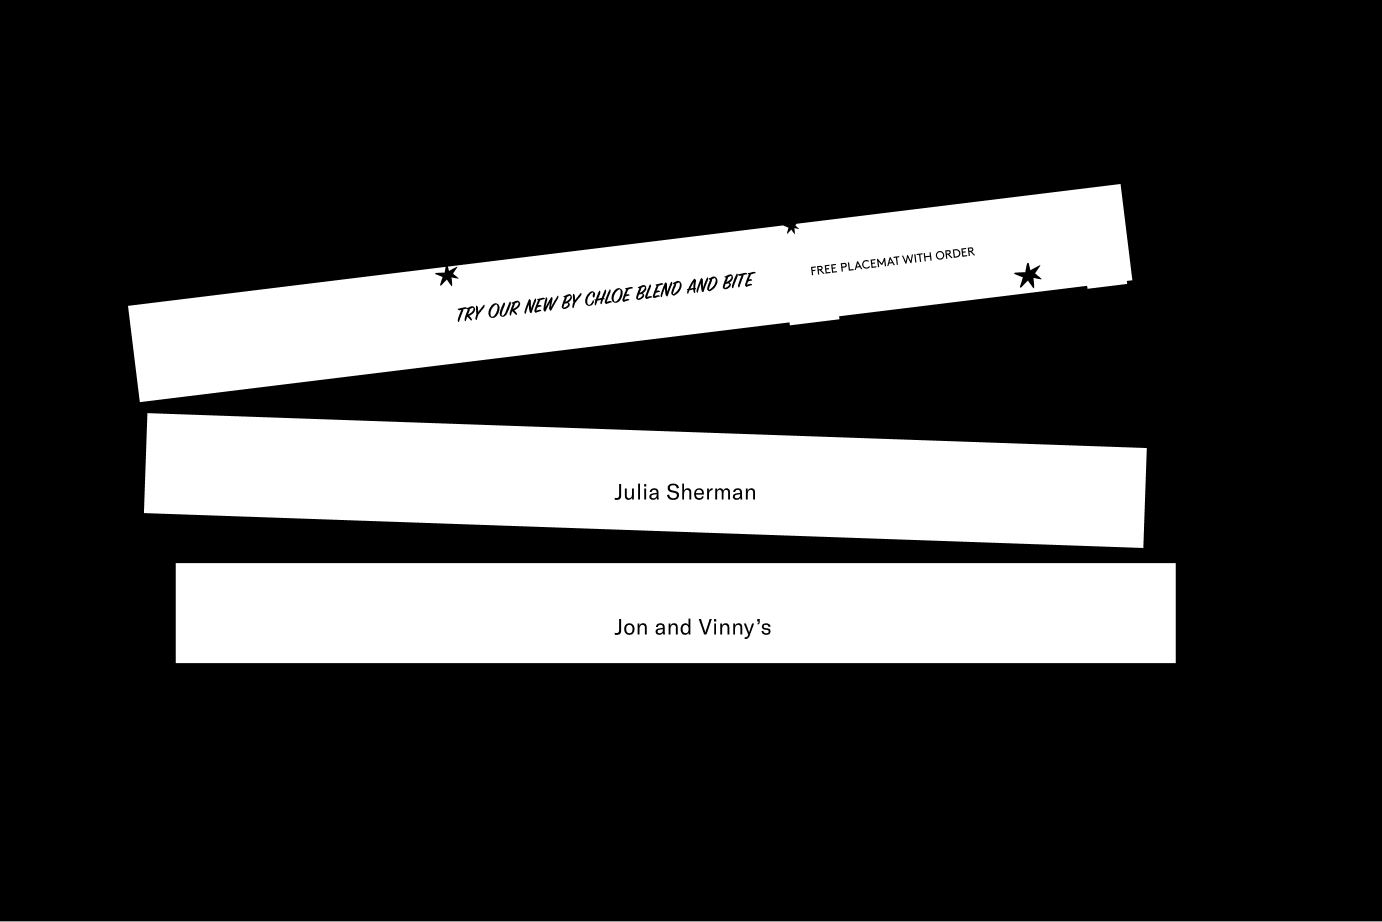 TRY OUR NEW BY CHLOE BLEND AND BITE
FREE PLACEMAT WITH ORDER
Julia Sherman
Jon and Vinny’s